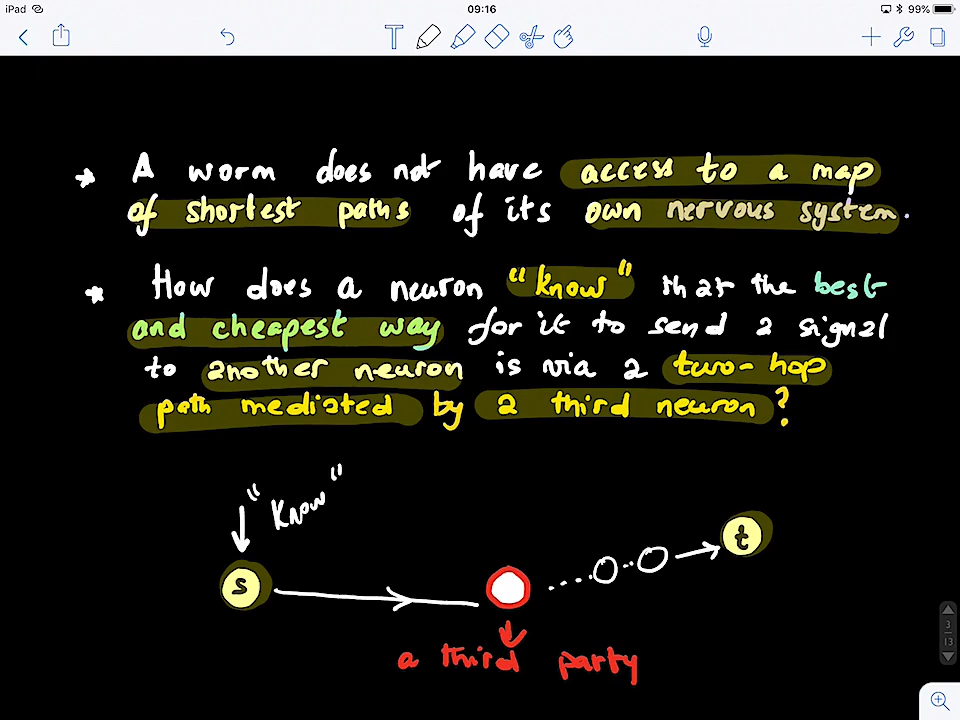 iPad 09:16 99%
T
* A worm does not have access to a map
of shortest paths of its own nervous system.
* How does a neuron "know" that the best
and cheapest way for it to send a signal
to another neuron is via a two-hop
path mediated by a third neuron?
"know"
s
t
a third party
3
13